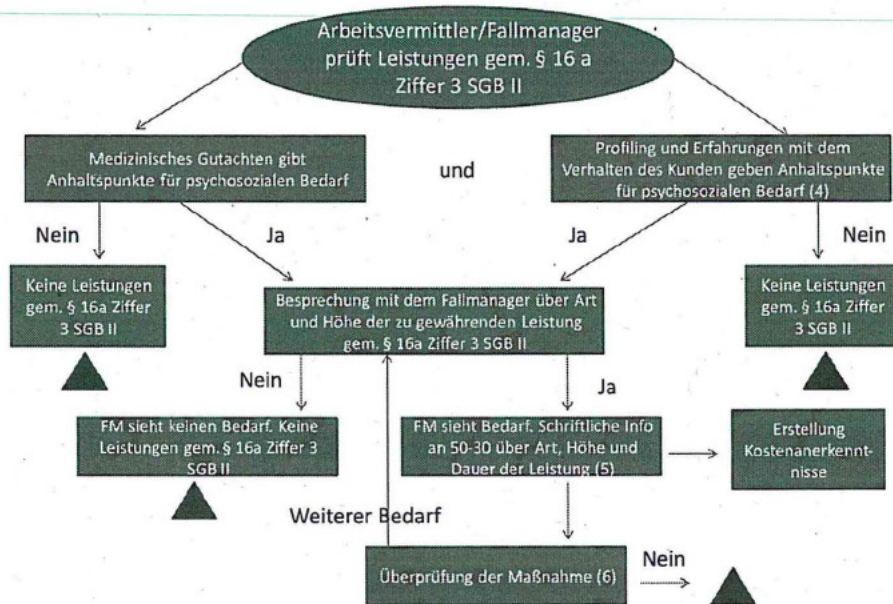 Arbeitsvermittler/Fallmanager
prüft Leistungen gem. § 16 a
Ziffer 3 SGB II
Medizinisches Gutachten gibt
Anhaltspunkte für psychosozialen Bedarf
und
Profiling und Erfahrungen mit dem
Verhalten des Kunden geben Anhaltspunkte
für psychosozialen Bedarf (4)
Nein
Ja
Ja
Nein
Keine Leistungen
gem. § 16a Ziffer
3 SGB II
Besprechung mit dem Fallmanager über Art
und Höhe der zu gewährenden Leistung
gem. § 16a Ziffer 3 SGB II
Keine Leistungen
gem. § 16a Ziffer
3 SGB II
Nein
Ja
FM sieht keinen Bedarf. Keine
Leistungen gem. § 16a Ziffer 3
SGB II
FM sieht Bedarf. Schriftliche Info
an 50-30 über Art, Höhe und
Dauer der Leistung (5)
Erstellung
Kostenanerkennt-
nisse
Weiterer Bedarf
Überprüfung der Maßnahme (6)
Nein